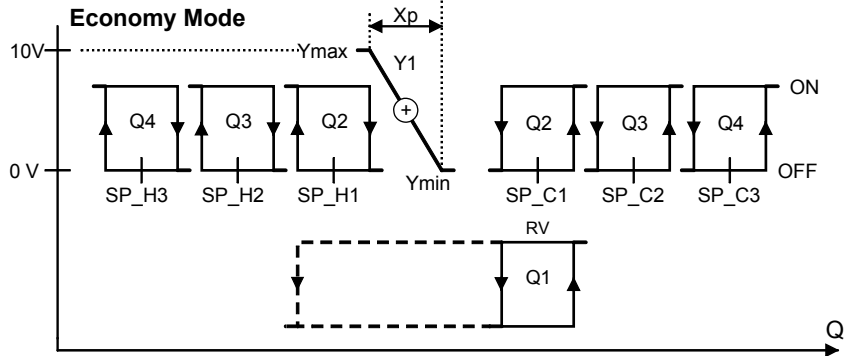 Economy Mode
Xp
10V
Ymax
Y1
ON
Q4
Q3
Q2
+
Q2
Q3
Q4
0 V
Ymin
OFF
SP_H3
SP_H2
SP_H1
SP_C1
SP_C2
SP_C3
RV
Q1
Q